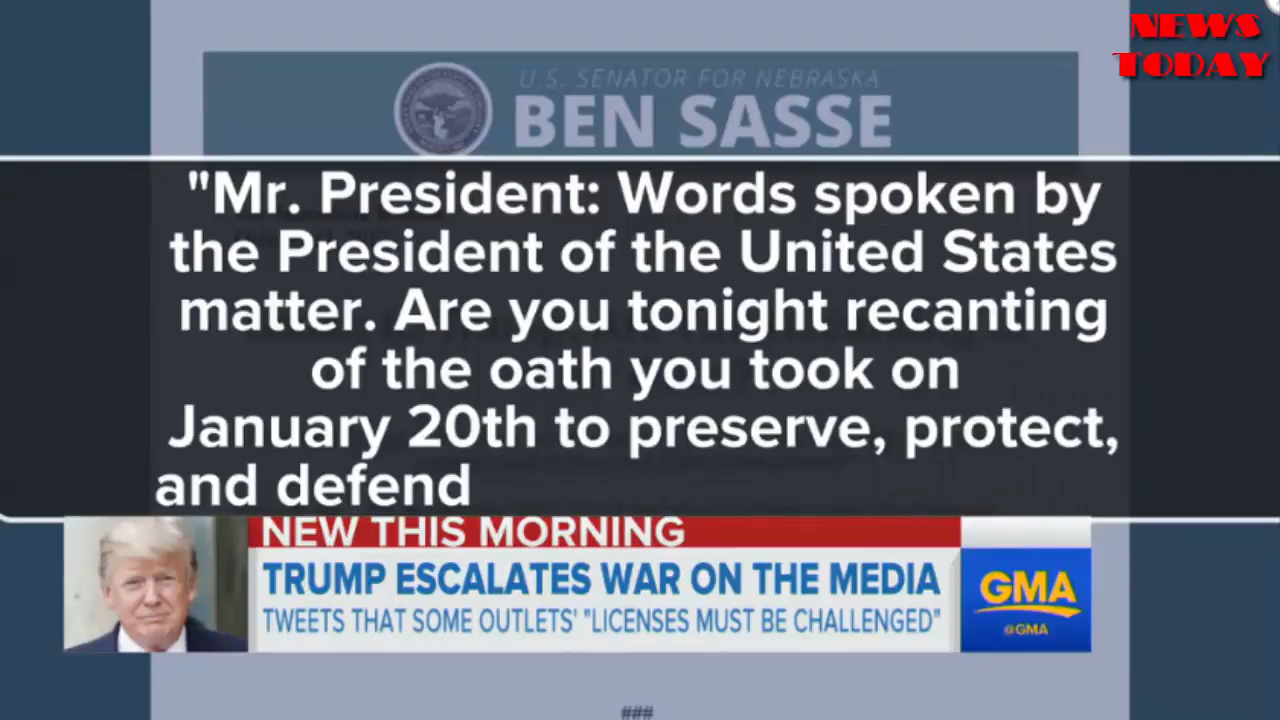 NEWS
TODAY
U.S. SENATOR FOR NEBRASKA
BEN SASSE
"Mr. President: Words spoken by
the President of the United States
matter. Are you tonight recanting
of the oath you took on
January 20th to preserve, protect,
and defend
NEW THIS MORNING
TRUMP ESCALATES WAR ON THE MEDIA
TWEETS THAT SOME OUTLETS' "LICENSES MUST BE CHALLENGED"
GMA
@GMA
###